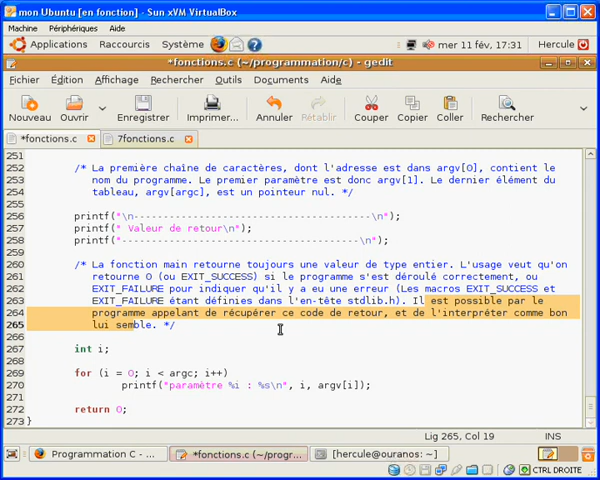 mon Ubuntu [en fonction] - Sun xVM VirtualBox
Machine Périphériques Aide
Applications Raccourcis Système mer 11 fév, 17:31 Hercule
*fonctions.c (~/programmation/c) - gedit
Fichier Édition Affichage Rechercher Outils Documents Aide
Nouveau Ouvrir Enregistrer Imprimer... Annuler Rétablir Couper Copier Coller Rechercher
*fonctions.c 7fonctions.c
251
252 /* La première chaîne de caractères, dont l'adresse est dans argv[0], contient le
253 nom du programme. Le premier paramètre est donc argv[1]. Le dernier élément du
254 tableau, argv[argc], est un pointeur nul. */
256 printf("\n---------------------------------------\n");
257 printf(" Valeur de retour\n");
258 printf("---------------------------------------\n");
260 /* La fonction main retourne toujours une valeur de type entier. L'usage veut qu'on
261 retourne 0 (ou EXIT_SUCCESS) si le programme s'est déroulé correctement, ou
262 EXIT_FAILURE pour indiquer qu'il y a eu une erreur (Les macros EXIT_SUCCESS et
263 EXIT_FAILURE étant définies dans l'en-tête stdlib.h). Il est possible par le
264 programme appelant de récupérer ce code de retour, et de l'interpréter comme bon
265 lui semble. */
267 int i;
269 for (i = 0; i < argc; i++)
270 printf("paramètre %i : %s\n", i, argv[i]);
272 return 0;
273 }
Lig 265, Col 19 INS
Programmation C - ... *fonctions.c (~/progr... [hercule@ouranos: ~]
CTRL DROITE